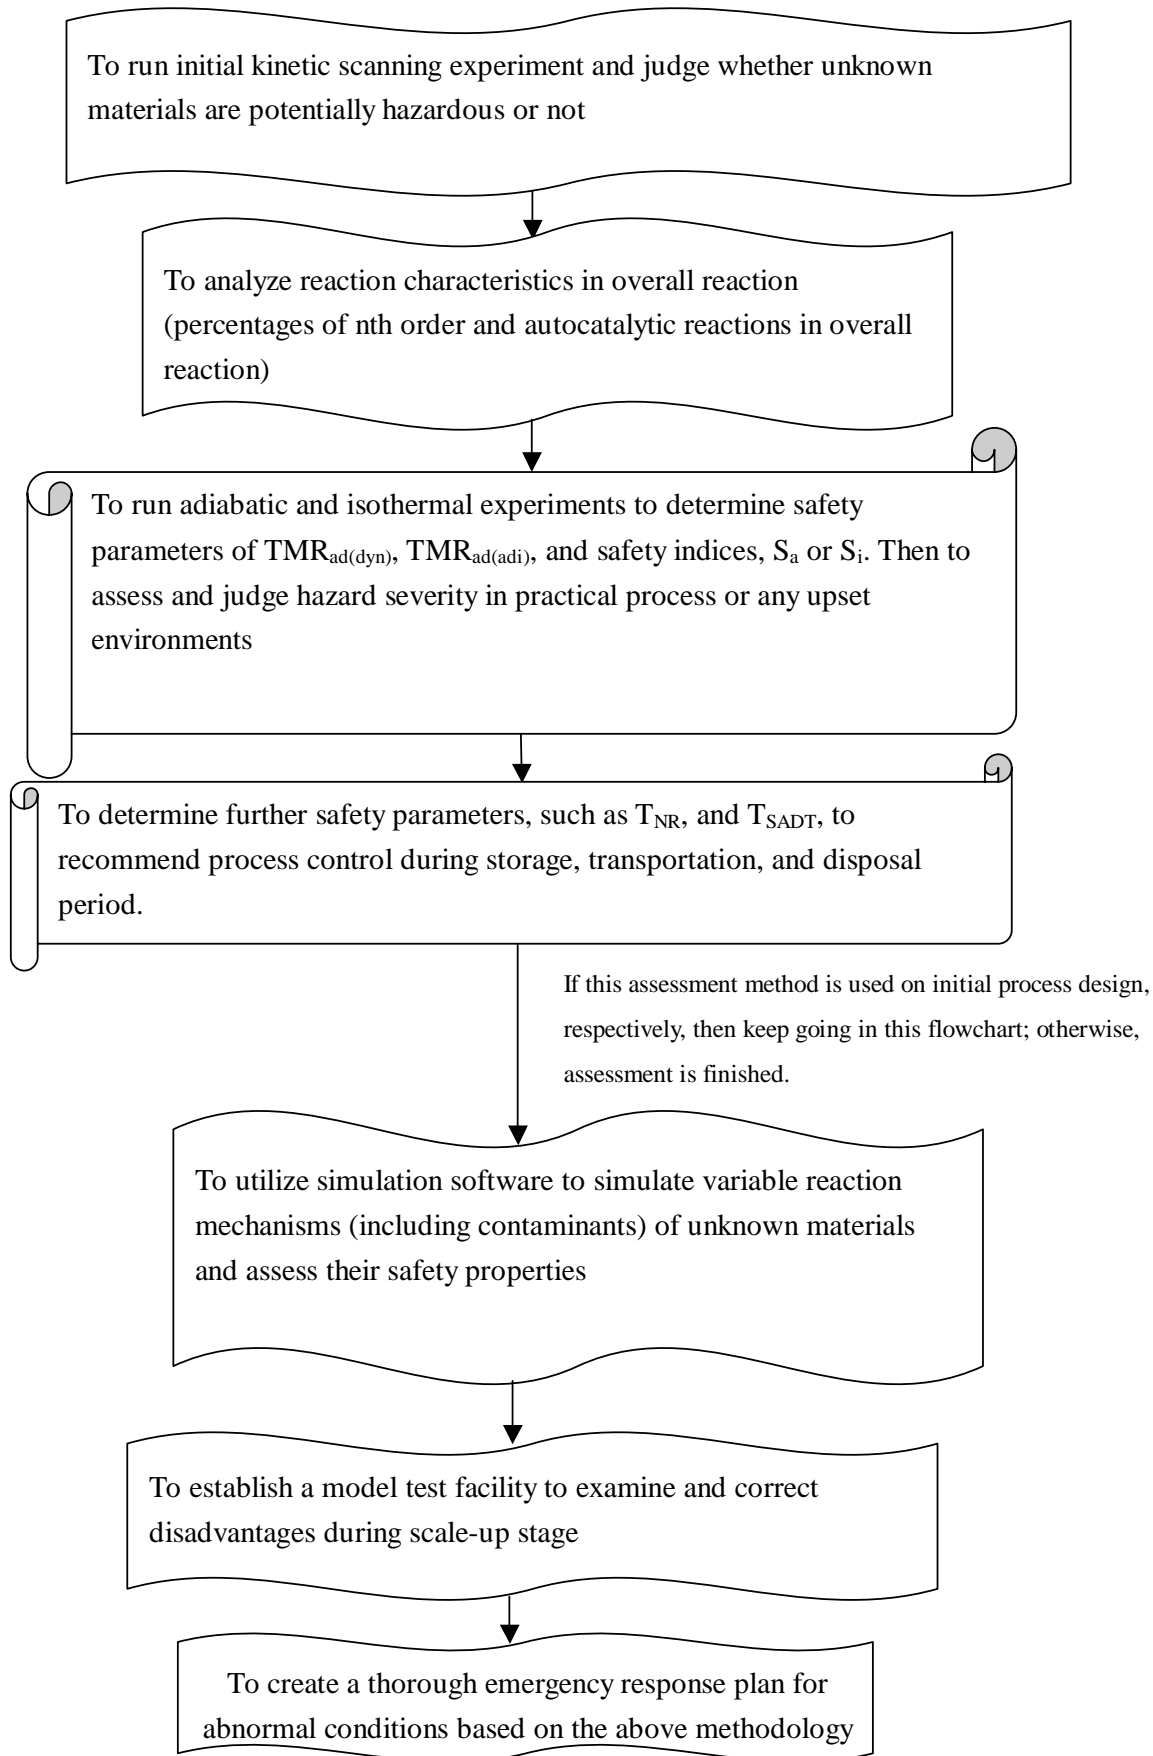 To run initial kinetic scanning experiment and judge whether unknown
materials are potentially hazardous or not
To analyze reaction characteristics in overall reaction
(percentages of nth order and autocatalytic reactions in overall
reaction)
To run adiabatic and isothermal experiments to determine safety
parameters of TMRad(dyn), TMRad(adi), and safety indices, Sa or Si. Then to
assess and judge hazard severity in practical process or any upset
environments
To determine further safety parameters, such as TNR, and TSADT, to
recommend process control during storage, transportation, and disposal
period.
If this assessment method is used on initial process design,
respectively, then keep going in this flowchart; otherwise,
assessment is finished.
To utilize simulation software to simulate variable reaction
mechanisms (including contaminants) of unknown materials
and assess their safety properties
To establish a model test facility to examine and correct
disadvantages during scale-up stage
To create a thorough emergency response plan for
abnormal conditions based on the above methodology